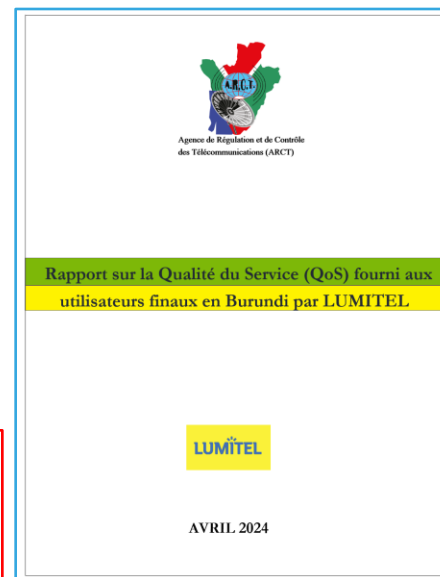 A.R.C.T.
Agence de Régulation et de Contrôle
des Télécommunications (ARCT)
Rapport sur la Qualité du Service (QoS) fourni aux
utilisateurs finaux en Burundi par LUMITEL
LUMITEL
AVRIL 2024